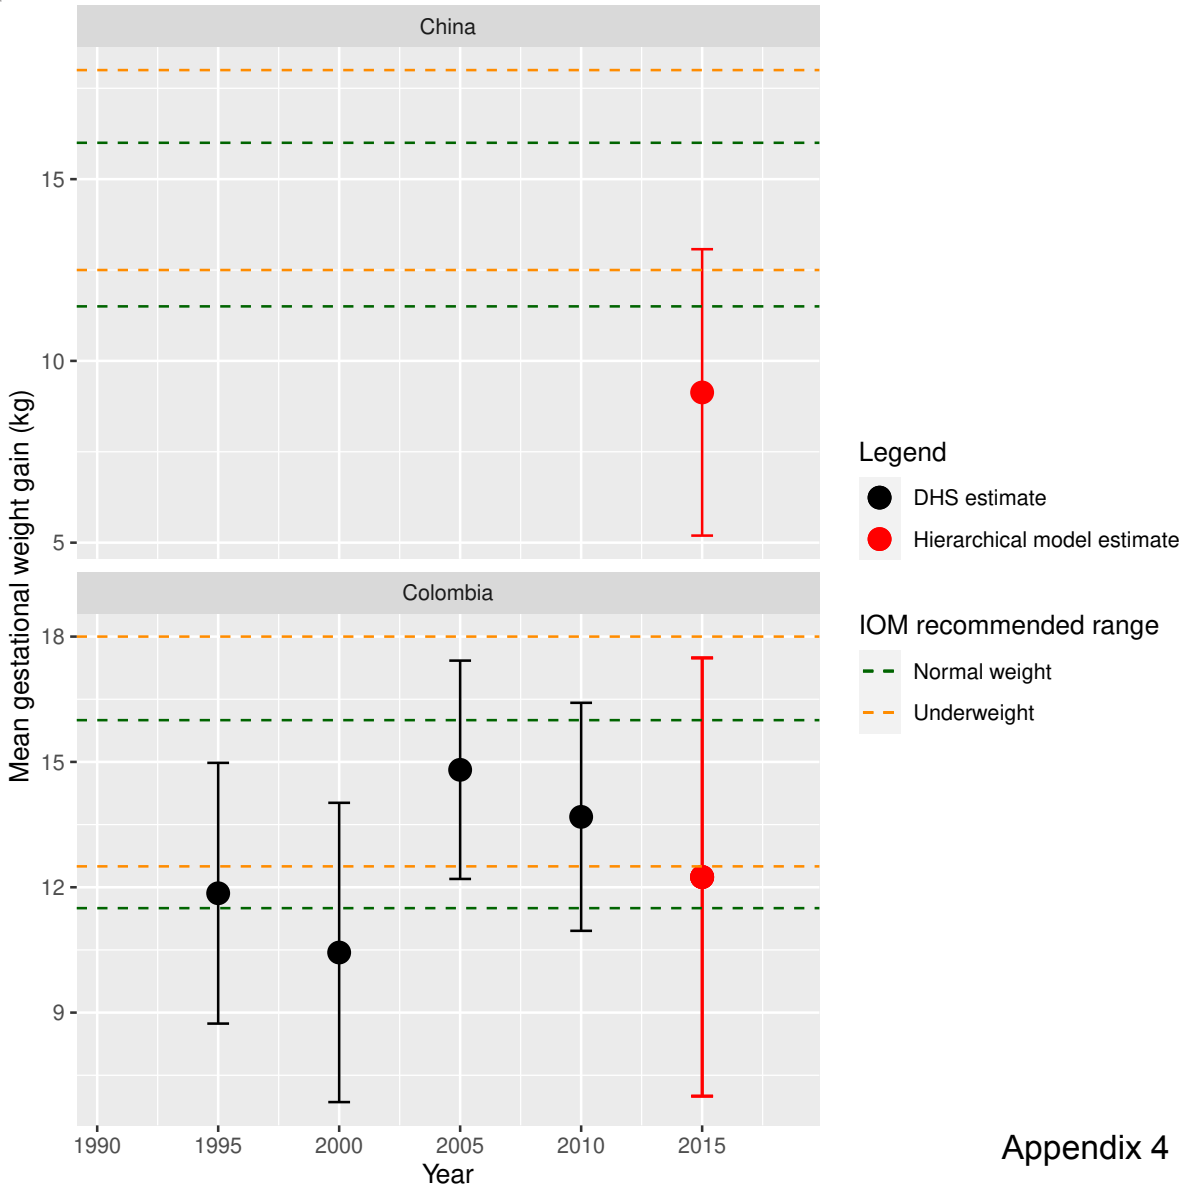 China
15
10
5
Mean gestational weight gain (kg)
Colombia
18
15
12
9
1990 1995 2000 2005 2010 2015
Year
Legend
DHS estimate
Hierarchical model estimate
IOM recommended range
Normal weight
Underweight
Appendix 4